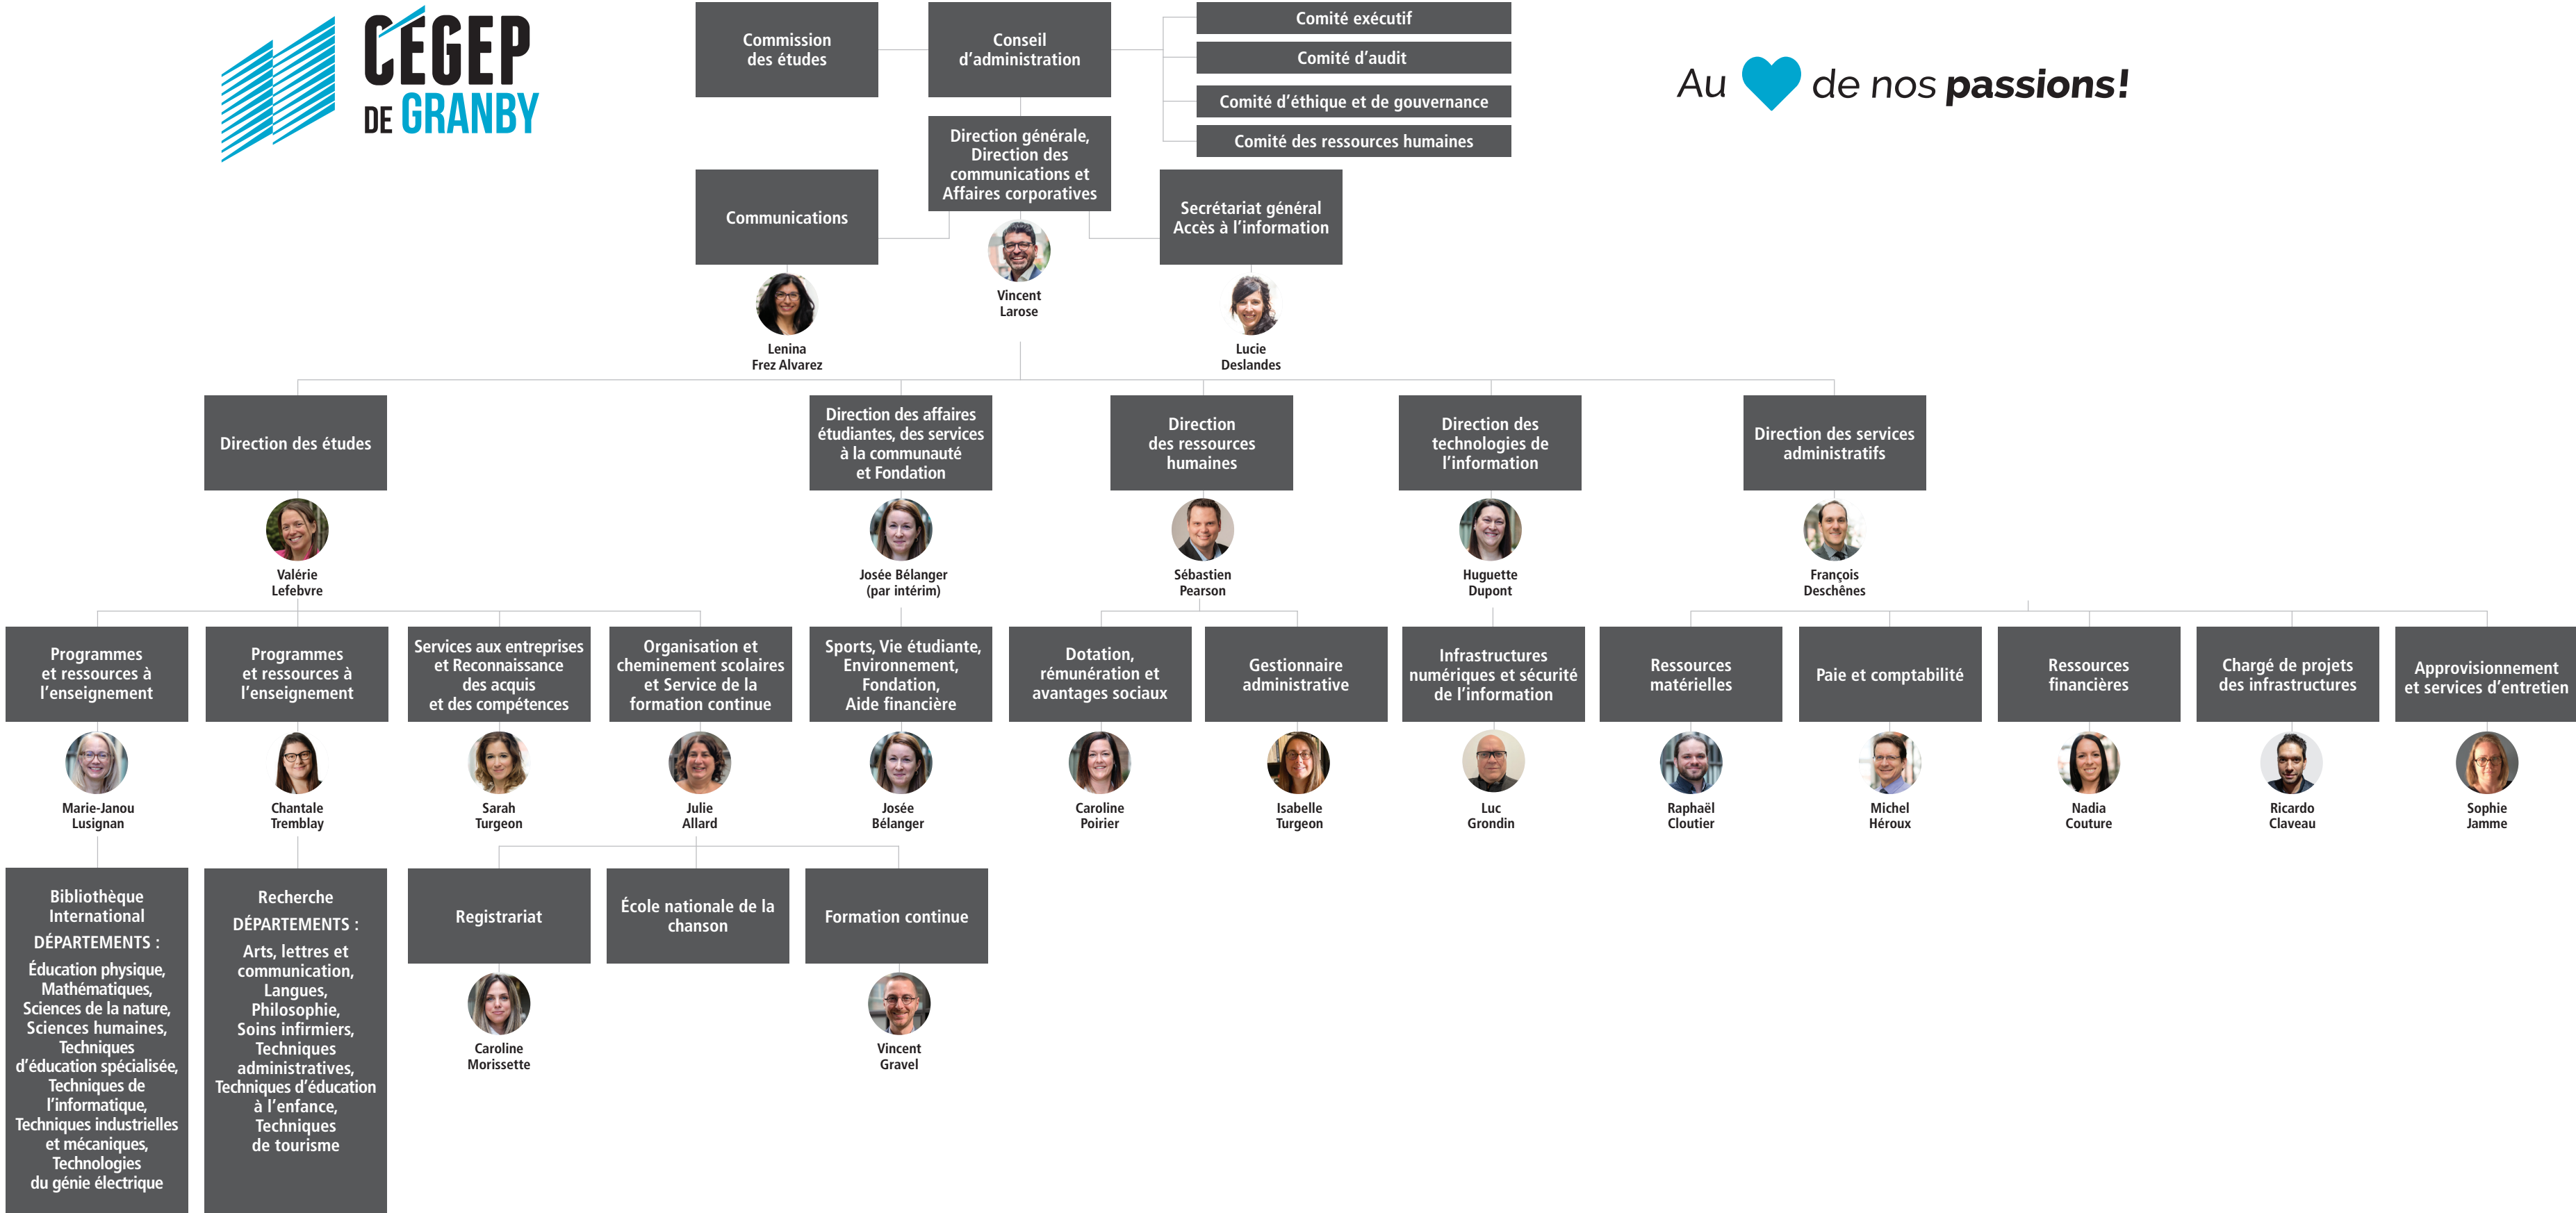 CÉGEP
DE GRANBY
Commission
des études
Conseil
d’administration
Comité exécutif
Comité d’audit
Comité d’éthique et de gouvernance
Comité des ressources humaines
Au de nos passions!
Direction générale,
Direction des
communications et
Affaires corporatives
Communications
Secrétariat général
Accès à l’information
Vincent
Larose
Lenina
Frez Alvarez
Lucie
Deslandes
Direction des études
Direction des affaires
étudiantes, des services
à la communauté
et Fondation
Direction
des ressources
humaines
Direction des
technologies de
l’information
Direction des services
administratifs
Valérie
Lefebvre
Josée Bélanger
(par intérim)
Sébastien
Pearson
Huguette
Dupont
François
Deschênes
Programmes
et ressources à
l’enseignement
Programmes
et ressources à
l’enseignement
Services aux entreprises
et Reconnaissance
des acquis
et des compétences
Organisation et
cheminement scolaires
et Service de la
formation continue
Sports, Vie étudiante,
Environnement,
Fondation,
Aide financière
Dotation,
rémunération et
avantages sociaux
Gestionnaire
administrative
Infrastructures
numériques et sécurité
de l’information
Ressources
matérielles
Paie et comptabilité
Ressources
financières
Chargé de projets
des infrastructures
Approvisionnement
et services d’entretien
Marie-Janou
Lusignan
Chantale
Tremblay
Sarah
Turgeon
Julie
Allard
Josée
Bélanger
Caroline
Poirier
Isabelle
Turgeon
Luc
Grondin
Raphaël
Cloutier
Michel
Héroux
Nadia
Couture
Ricardo
Claveau
Sophie
Jamme
Bibliothèque
International
DÉPARTEMENTS :
Éducation physique,
Mathématiques,
Sciences de la nature,
Sciences humaines,
Techniques
d’éducation spécialisée,
Techniques de
l’informatique,
Techniques industrielles
et mécaniques,
Technologies
du génie électrique
Recherche
DÉPARTEMENTS :
Arts, lettres et
communication,
Langues,
Philosophie,
Soins infirmiers,
Techniques
administratives,
Techniques d’éducation
à l’enfance,
Techniques
de tourisme
Registrariat
École nationale de la
chanson
Formation continue
Caroline
Morissette
Vincent
Gravel